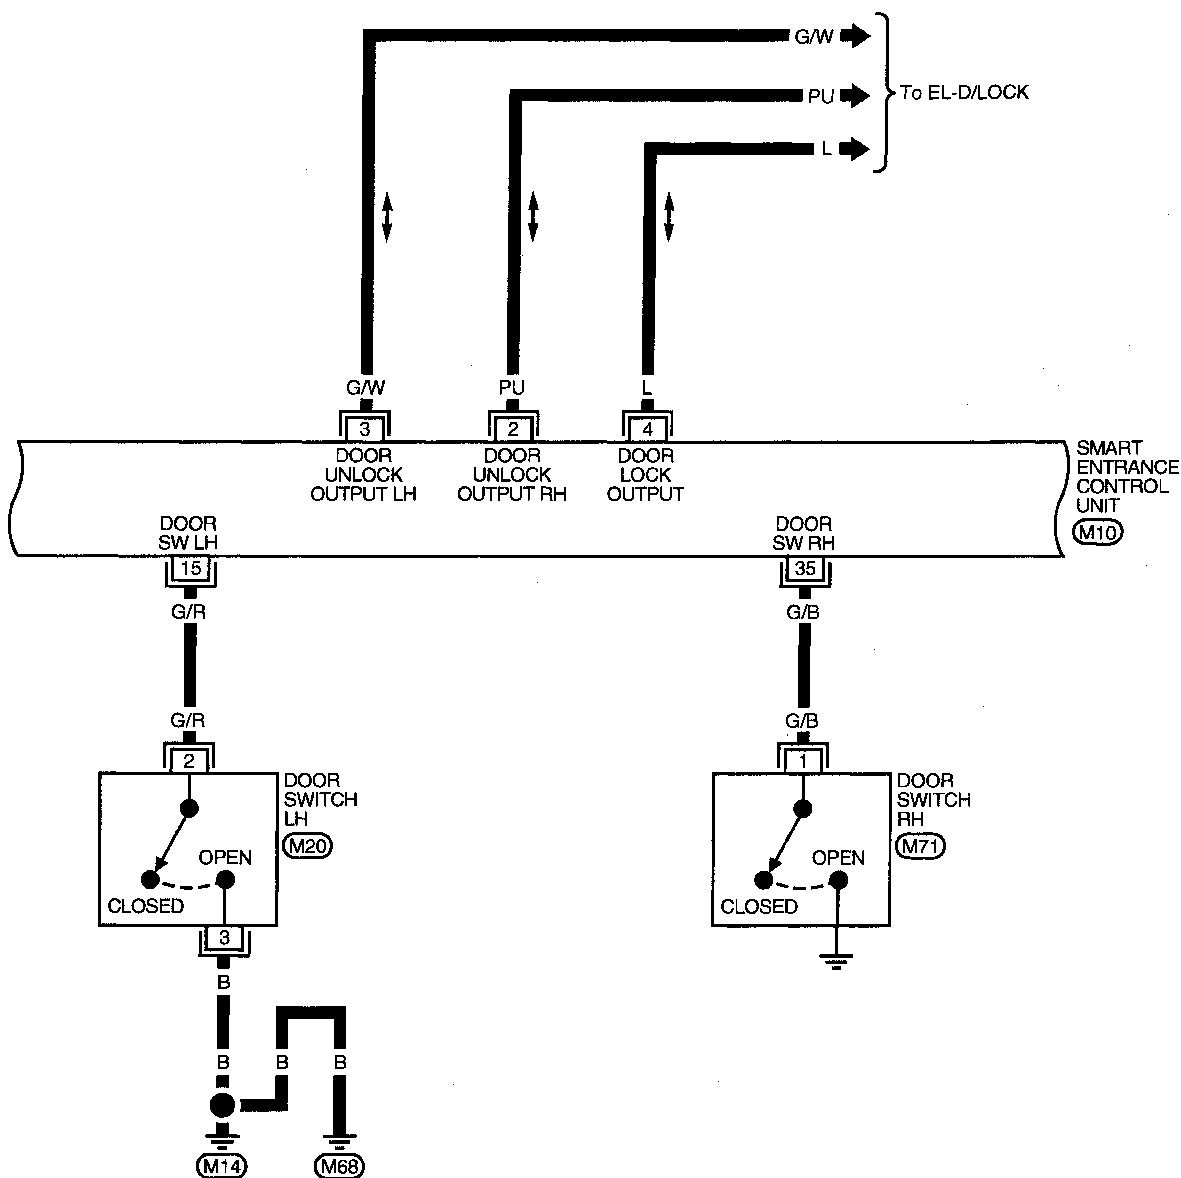 G/W
PU
L
To EL-D/LOCK
G/W
PU
L
3
2
4
DOOR
UNLOCK
OUTPUT LH
DOOR
UNLOCK
OUTPUT RH
DOOR
LOCK
OUTPUT
SMART
ENTRANCE
CONTROL
UNIT
M10
DOOR
SW LH
DOOR
SW RH
15
35
G/R
G/B
G/R
G/B
2
1
DOOR
SWITCH
LH
M20
DOOR
SWITCH
RH
M71
OPEN
CLOSED
OPEN
CLOSED
3
B
B
B
B
M14
M68